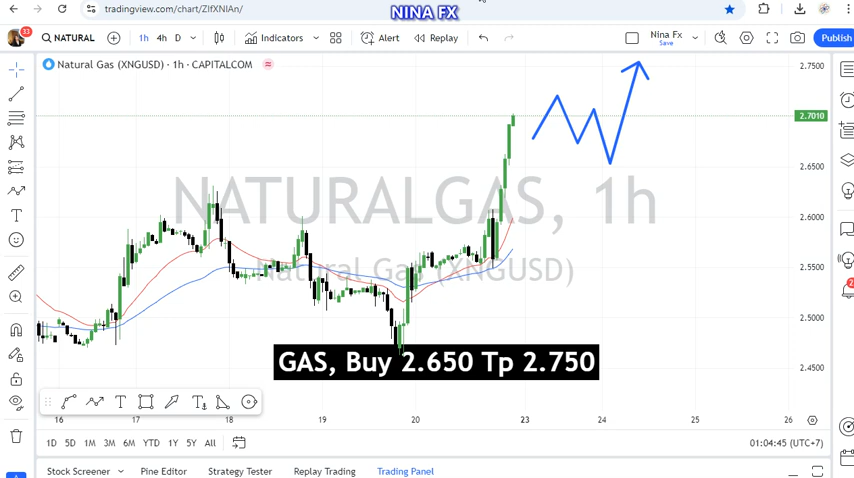 tradingview.com/chart/ZIfXNIAn/
NINA FX
33
NATURAL
1h 4h D
Indicators
Alert
Replay
Nina Fx
Save
Publish
Natural Gas (XNGUSD) · 1h · CAPITALCOM
2.7500
2.7010
2.6500
2.6000
2.5500
2.5000
2.4500
NATURALGAS, 1h
Natural Gas (XNGUSD)
GAS, Buy 2.650 Tp 2.750
16 17 18 19 20 23 24 25 26
1D 5D 1M 3M 6M YTD 1Y 5Y All
01:04:45 (UTC+7)
Stock Screener Pine Editor Strategy Tester Replay Trading Trading Panel